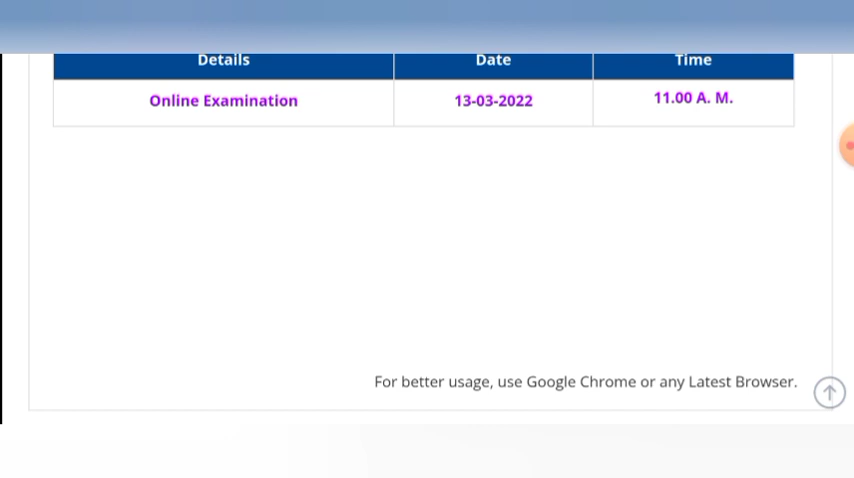 Details Date Time
Online Examination 13-03-2022 11.00 A. M.
For better usage, use Google Chrome or any Latest Browser.